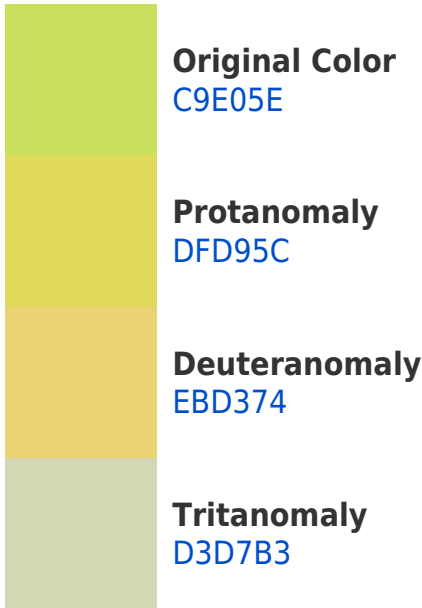 Original Color
C9E05E
Protanomaly
DFD95C
Deuteranomaly
EBD374
Tritanomaly
D3D7B3